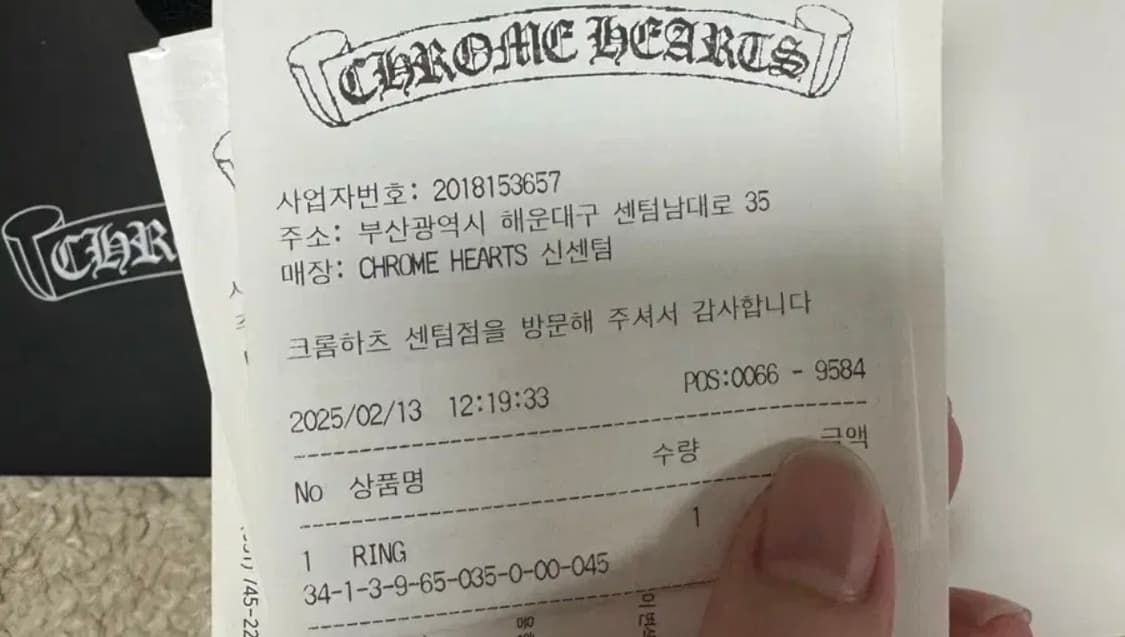 CHROME HEARTS
사업자번호: 2018153657
주소: 부산광역시 해운대구 센텀남대로 35
매장: CHROME HEARTS 신센텀
크롬하츠 센텀점을 방문해 주셔서 감사합니다
2025/02/13 12:19:33 POS:0066 - 9584
No 상품명 수량 금액
1 RING 1
34-1-3-9-65-035-0-00-045
CHR